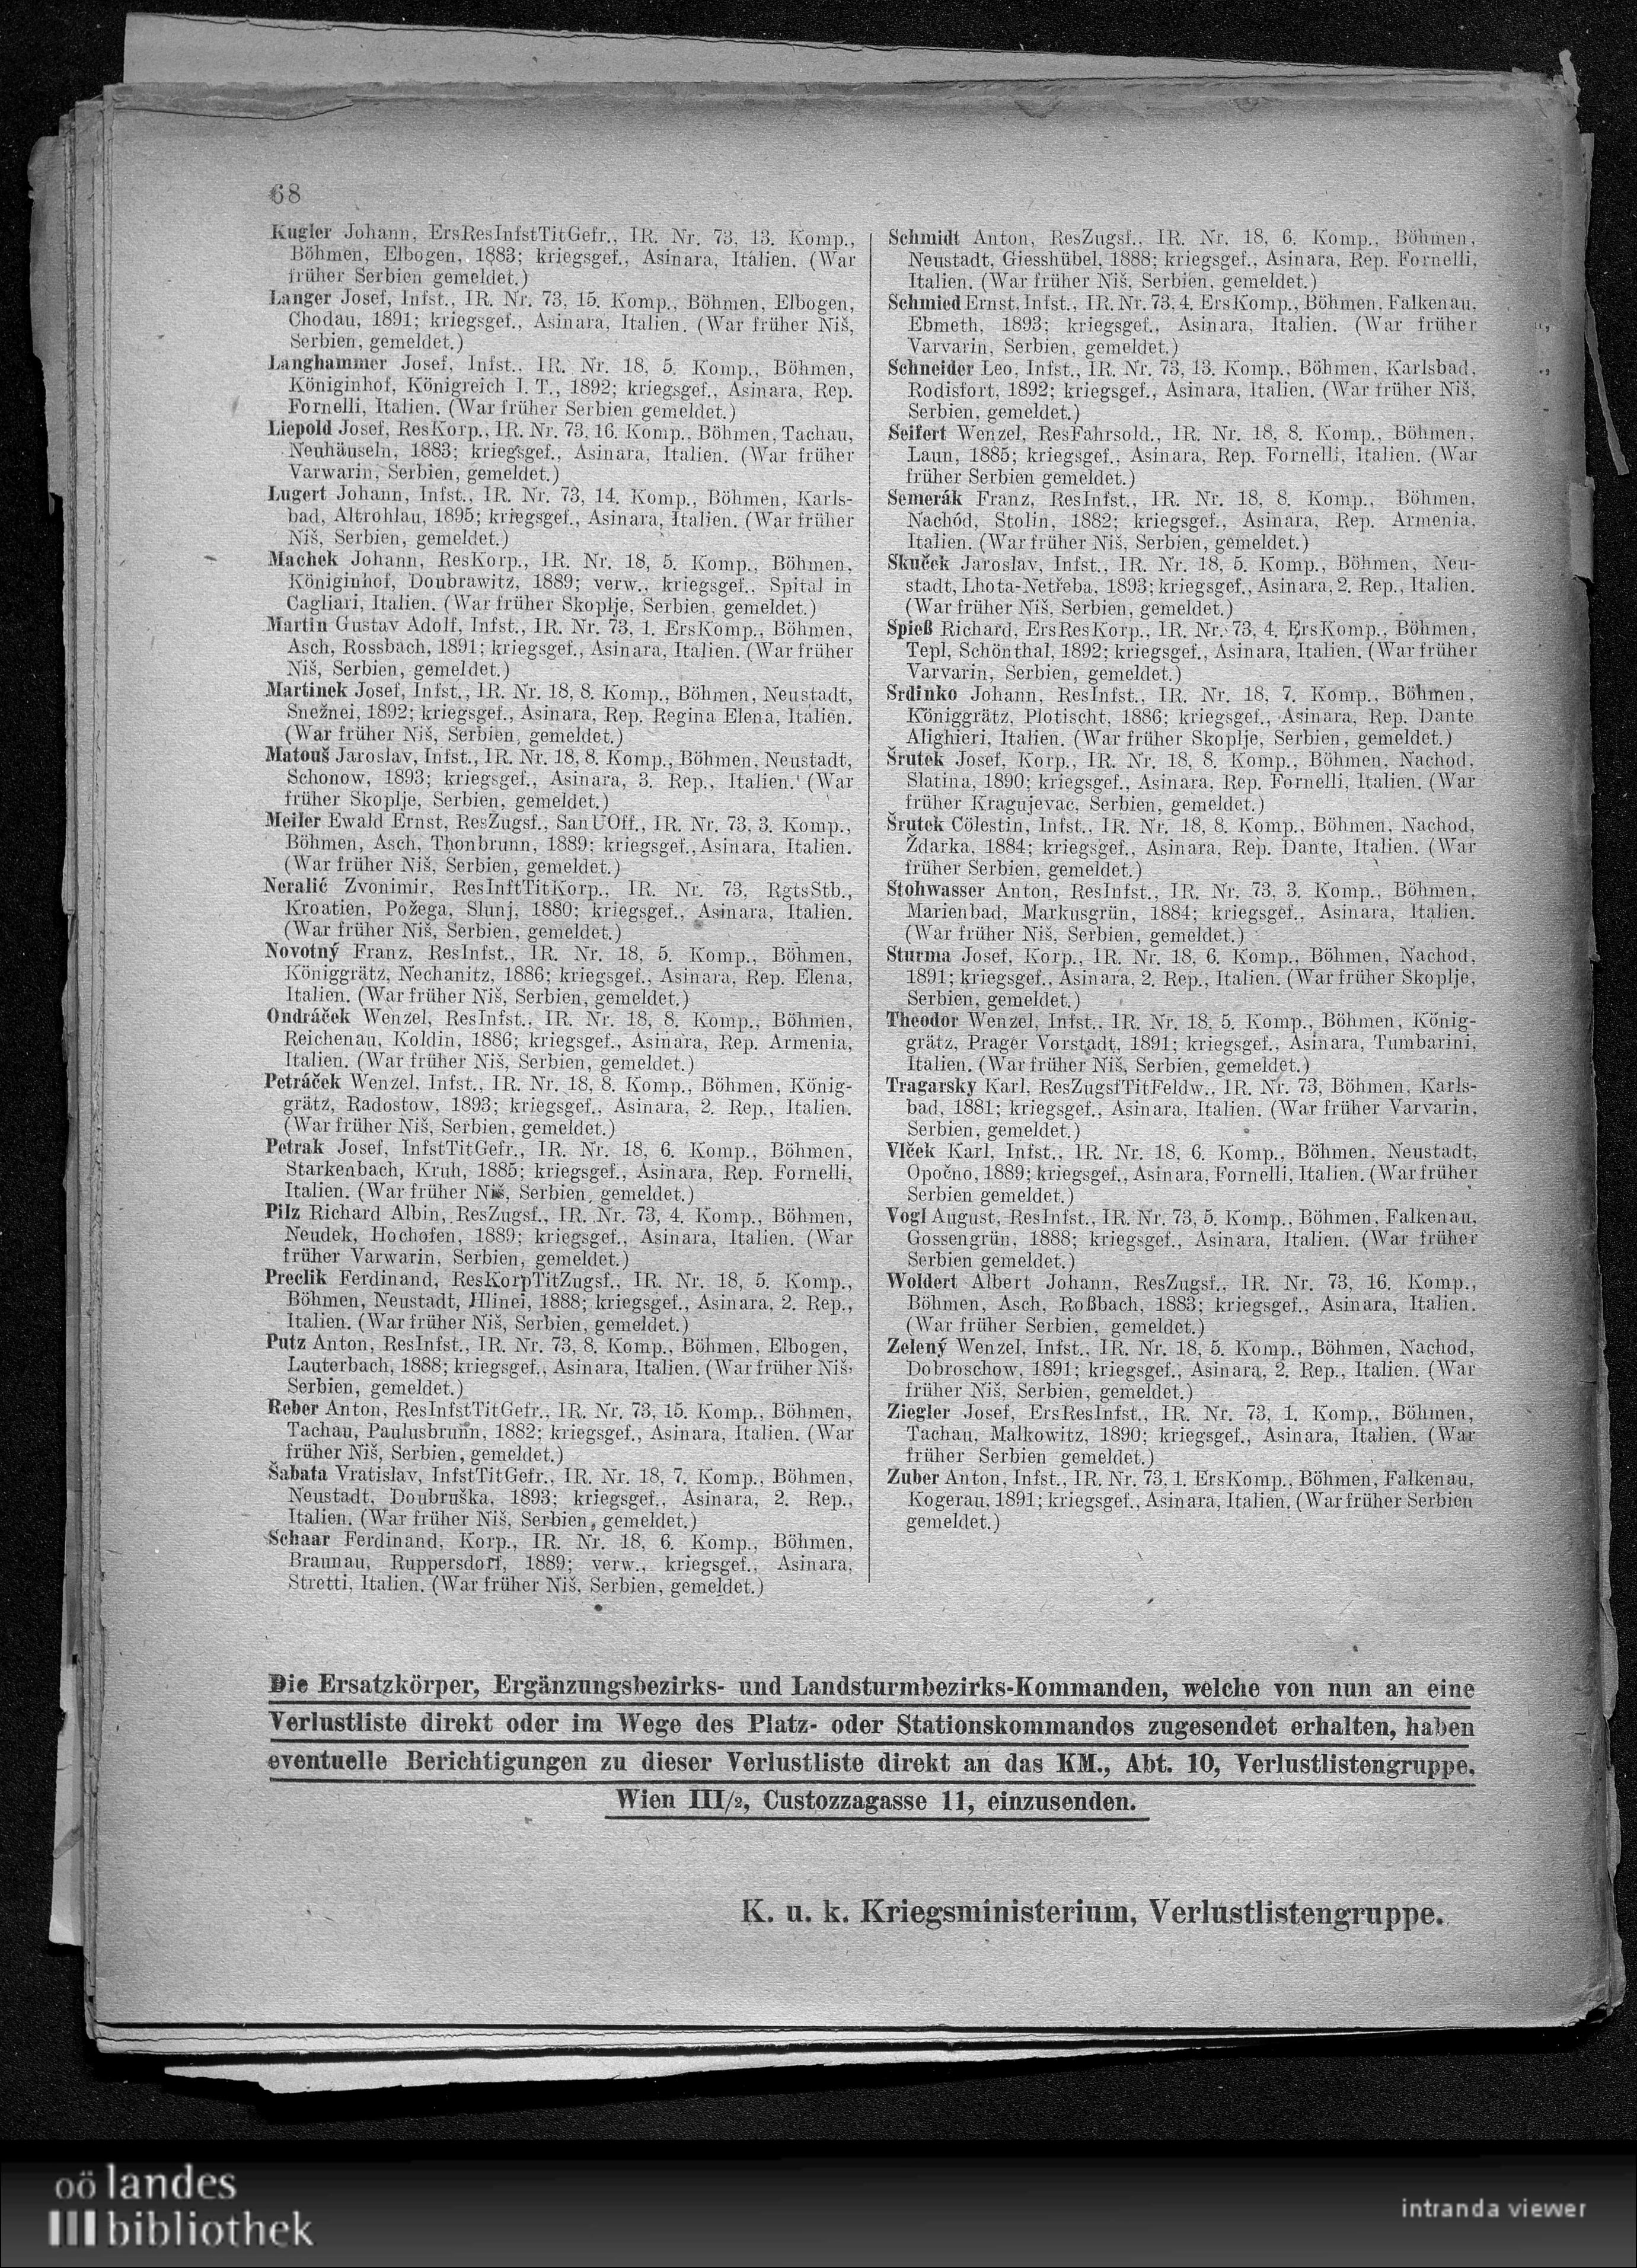 68
Kugler Johann, ErsResInfstTitGefr., IR. Nr. 73, 13. Komp.,
Böhmen, Elbogen, 1883; kriegsgef., Asinara, Italien. (War
früher Serbien gemeldet.)
Langer Josef, Infst., IR. Nr. 73, 15. Komp., Böhmen, Elbogen,
Chodau, 1891; kriegsgef., Asinara, Italien. (War früher Niš,
Serbien, gemeldet.)
Langhammer Josef, Infst., IR. Nr. 18, 5. Komp., Böhmen,
Königinhof, Königreich I. T., 1892; kriegsgef., Asinara, Rep.
Fornelli, Italien. (War früher Serbien gemeldet.)
Liepold Josef, ResKorp., IR. Nr. 73, 16. Komp., Böhmen, Tachau,
Neuhäuseln, 1883; kriegsgef., Asinara, Italien. (War früher
Varwarin, Serbien, gemeldet.)
Lugert Johann, Infst., IR. Nr. 73, 14. Komp., Böhmen, Karls-
bad, Altrohlau, 1895; kriegsgef., Asinara, Italien. (War früher
Niš, Serbien, gemeldet.)
Machek Johann, ResKorp., IR. Nr. 18, 5. Komp., Böhmen,
Königinhof, Doubrawitz, 1889; verw., kriegsgef., Spital in
Cagliari, Italien. (War früher Skoplje, Serbien, gemeldet.)
Martin Gustav Adolf, Infst., IR. Nr. 73, 1. ErsKomp., Böhmen,
Asch, Rossbach, 1891; kriegsgef., Asinara, Italien. (War früher
Niš, Serbien, gemeldet.)
Martinek Josef, Infst., IR. Nr. 18, 8. Komp., Böhmen, Neustadt,
Snežnei, 1892; kriegsgef., Asinara, Rep. Regina Elena, Italien.
(War früher Niš, Serbien, gemeldet.)
Matouš Jaroslav, Infst., IR. Nr. 18, 8. Komp., Böhmen, Neustadt,
Schonow, 1893; kriegsgef., Asinara, 3. Rep., Italien. (War
früher Skoplje, Serbien, gemeldet.)
Meiler Ewald Ernst, ResZugsf., SanUOff., IR. Nr. 73, 3. Komp.,
Böhmen, Asch, Thonbrunn, 1889; kriegsgef., Asinara, Italien.
(War früher Niš, Serbien, gemeldet.)
Neralić Zvonimir, ResInftTitKorp., IR. Nr. 73, RgtsStb.,
Kroatien, Požega, Slunj, 1880; kriegsgef., Asinara, Italien.
(War früher Niš, Serbien, gemeldet.)
Novotný Franz, ResInfst., IR. Nr. 18, 5. Komp., Böhmen,
Königgrätz, Nechanitz, 1886; kriegsgef., Asinara, Rep. Elena,
Italien. (War früher Niš, Serbien, gemeldet.)
Ondráček Wenzel, ResInfst., IR. Nr. 18, 8. Komp., Böhmen,
Reichenau, Koldin, 1886; kriegsgef., Asinara, Rep. Armenia,
Italien. (War früher Niš, Serbien, gemeldet.)
Petráček Wenzel, Infst., IR. Nr. 18, 8. Komp., Böhmen, König-
grätz, Radostow, 1893; kriegsgef., Asinara, 2. Rep., Italien.
(War früher Niš, Serbien, gemeldet.)
Petrak Josef, InfstTitGefr., IR. Nr. 18, 6. Komp., Böhmen,
Starkenbach, Kruh, 1885; kriegsgef., Asinara, Rep. Fornelli,
Italien. (War früher Niš, Serbien, gemeldet.)
Pilz Richard Albin, ResZugsf., IR. Nr. 73, 4. Komp., Böhmen,
Neudek, Hochofen, 1889; kriegsgef., Asinara, Italien. (War
früher Varwarin, Serbien, gemeldet.)
Preclik Ferdinand, ResKorpTitZugsf., IR. Nr. 18, 5. Komp.,
Böhmen, Neustadt, Hlinei, 1888; kriegsgef., Asinara, 2. Rep.,
Italien. (War früher Niš, Serbien, gemeldet.)
Putz Anton, ResInfst., IR. Nr. 73, 8. Komp., Böhmen, Elbogen,
Lauterbach, 1888; kriegsgef., Asinara, Italien. (War früher Niš,
Serbien, gemeldet.)
Reber Anton, ResInfstTitGefr., IR. Nr. 73, 15. Komp., Böhmen,
Tachau, Paulusbrunn, 1882; kriegsgef., Asinara, Italien. (War
früher Niš, Serbien, gemeldet.)
Šabata Vratislav, InfstTitGefr., IR. Nr. 18, 7. Komp., Böhmen,
Neustadt, Doubruška, 1893; kriegsgef., Asinara, 2. Rep.,
Italien. (War früher Niš, Serbien, gemeldet.)
Schaar Ferdinand, Korp., IR. Nr. 18, 6. Komp., Böhmen,
Braunau, Ruppersdorf, 1889; verw., kriegsgef., Asinara,
Stretti, Italien. (War früher Niš, Serbien, gemeldet.)
Schmidt Anton, ResZugsf., IR. Nr. 18, 6. Komp., Böhmen,
Neustadt, Giesshübel, 1888; kriegsgef., Asinara, Rep. Fornelli,
Italien. (War früher Niš, Serbien, gemeldet.)
Schmied Ernst, Infst., IR. Nr. 73, 4. ErsKomp., Böhmen, Falkenau,
Ebmeth, 1893; kriegsgef., Asinara, Italien. (War früher
Varvarin, Serbien, gemeldet.)
Schneider Leo, Infst., IR. Nr. 73, 13. Komp., Böhmen, Karlsbad,
Rodisfort, 1892; kriegsgef., Asinara, Italien. (War früher Niš,
Serbien, gemeldet.)
Seifert Wenzel, ResFahrsold., IR. Nr. 18, 8. Komp., Böhmen,
Laun, 1885; kriegsgef., Asinara, Rep. Fornelli, Italien. (War
früher Serbien gemeldet.)
Semerák Franz, ResInfst., IR. Nr. 18, 8. Komp., Böhmen,
Nachód, Stolin, 1882; kriegsgef., Asinara, Rep. Armenia,
Italien. (War früher Niš, Serbien, gemeldet.)
Skuček Jaroslav, Infst., IR. Nr. 18, 5. Komp., Böhmen, Neu-
stadt, Lhota-Netřeba, 1893; kriegsgef., Asinara, 2. Rep., Italien.
(War früher Niš, Serbien, gemeldet.)
Spieß Richard, ErsResKorp., IR. Nr. 73, 4. ErsKomp., Böhmen,
Tepl, Schönthal, 1892; kriegsgef., Asinara, Italien. (War früher
Varvarin, Serbien, gemeldet.)
Srdinko Johann, ResInfst., IR. Nr. 18, 7. Komp., Böhmen,
Königgrätz, Plotischt, 1886; kriegsgef., Asinara, Rep. Dante
Alighieri, Italien. (War früher Skoplje, Serbien, gemeldet.)
Šrutek Josef, Korp., IR. Nr. 18, 8. Komp., Böhmen, Nachod,
Slatina, 1890; kriegsgef., Asinara, Rep. Fornelli, Italien. (War
früher Kragujevac, Serbien, gemeldet.)
Šrutek Cölestin, Infst., IR. Nr. 18, 8. Komp., Böhmen, Nachod,
Ždarka, 1884; kriegsgef., Asinara, Rep. Dante, Italien. (War
früher Serbien, gemeldet.)
Stohwasser Anton, ResInfst., IR. Nr. 73, 3. Komp., Böhmen,
Marienbad, Markusgrün, 1884; kriegsgef., Asinara, Italien.
(War früher Niš, Serbien, gemeldet.)
Sturma Josef, Korp., IR. Nr. 18, 6. Komp., Böhmen, Nachod,
1891; kriegsgef., Asinara, 2. Rep., Italien. (War früher Skoplje,
Serbien, gemeldet.)
Theodor Wenzel, Infst., IR. Nr. 18, 5. Komp., Böhmen, König-
grätz, Prager Vorstadt, 1891; kriegsgef., Asinara, Tumbarini,
Italien. (War früher Niš, Serbien, gemeldet.)
Tragarsky Karl, ResZugsfTitFeldw., IR. Nr. 73, Böhmen, Karls-
bad, 1881; kriegsgef., Asinara, Italien. (War früher Varvarin,
Serbien, gemeldet.)
Vlček Karl, Infst., IR. Nr. 18, 6. Komp., Böhmen, Neustadt,
Opočno, 1889; kriegsgef., Asinara, Fornelli, Italien. (War früher
Serbien gemeldet.)
Vogl August, ResInfst., IR. Nr. 73, 5. Komp., Böhmen, Falkenau,
Gossengrün, 1888; kriegsgef., Asinara, Italien. (War früher
Serbien gemeldet.)
Woldert Albert Johann, ResZugsf., IR. Nr. 73, 16. Komp.,
Böhmen, Asch, Roßbach, 1883; kriegsgef., Asinara, Italien.
(War früher Serbien, gemeldet.)
Zelený Wenzel, Infst., IR. Nr. 18, 5. Komp., Böhmen, Nachod,
Dobroschow, 1891; kriegsgef., Asinara, 2. Rep., Italien. (War
früher Niš, Serbien, gemeldet.)
Ziegler Josef, ErsResInfst., IR. Nr. 73, 1. Komp., Böhmen,
Tachau, Malkowitz, 1890; kriegsgef., Asinara, Italien. (War
früher Serbien gemeldet.)
Zuber Anton, Infst., IR. Nr. 73, 1. ErsKomp., Böhmen, Falkenau,
Kogerau, 1891; kriegsgef., Asinara, Italien. (War früher Serbien
gemeldet.)
Die Ersatzkörper, Ergänzungsbezirks- und Landsturmbezirks-Kommanden, welche von nun an eine
Verlustliste direkt oder im Wege des Platz- oder Stationskommandos zugesendet erhalten, haben
eventuelle Berichtigungen zu dieser Verlustliste direkt an das KM., Abt. 10, Verlustlistengruppe,
Wien III/2, Custozzagasse 11, einzusenden.
K. u. k. Kriegsministerium, Verlustlistengruppe.
oö landes
bibliothek
intranda viewer